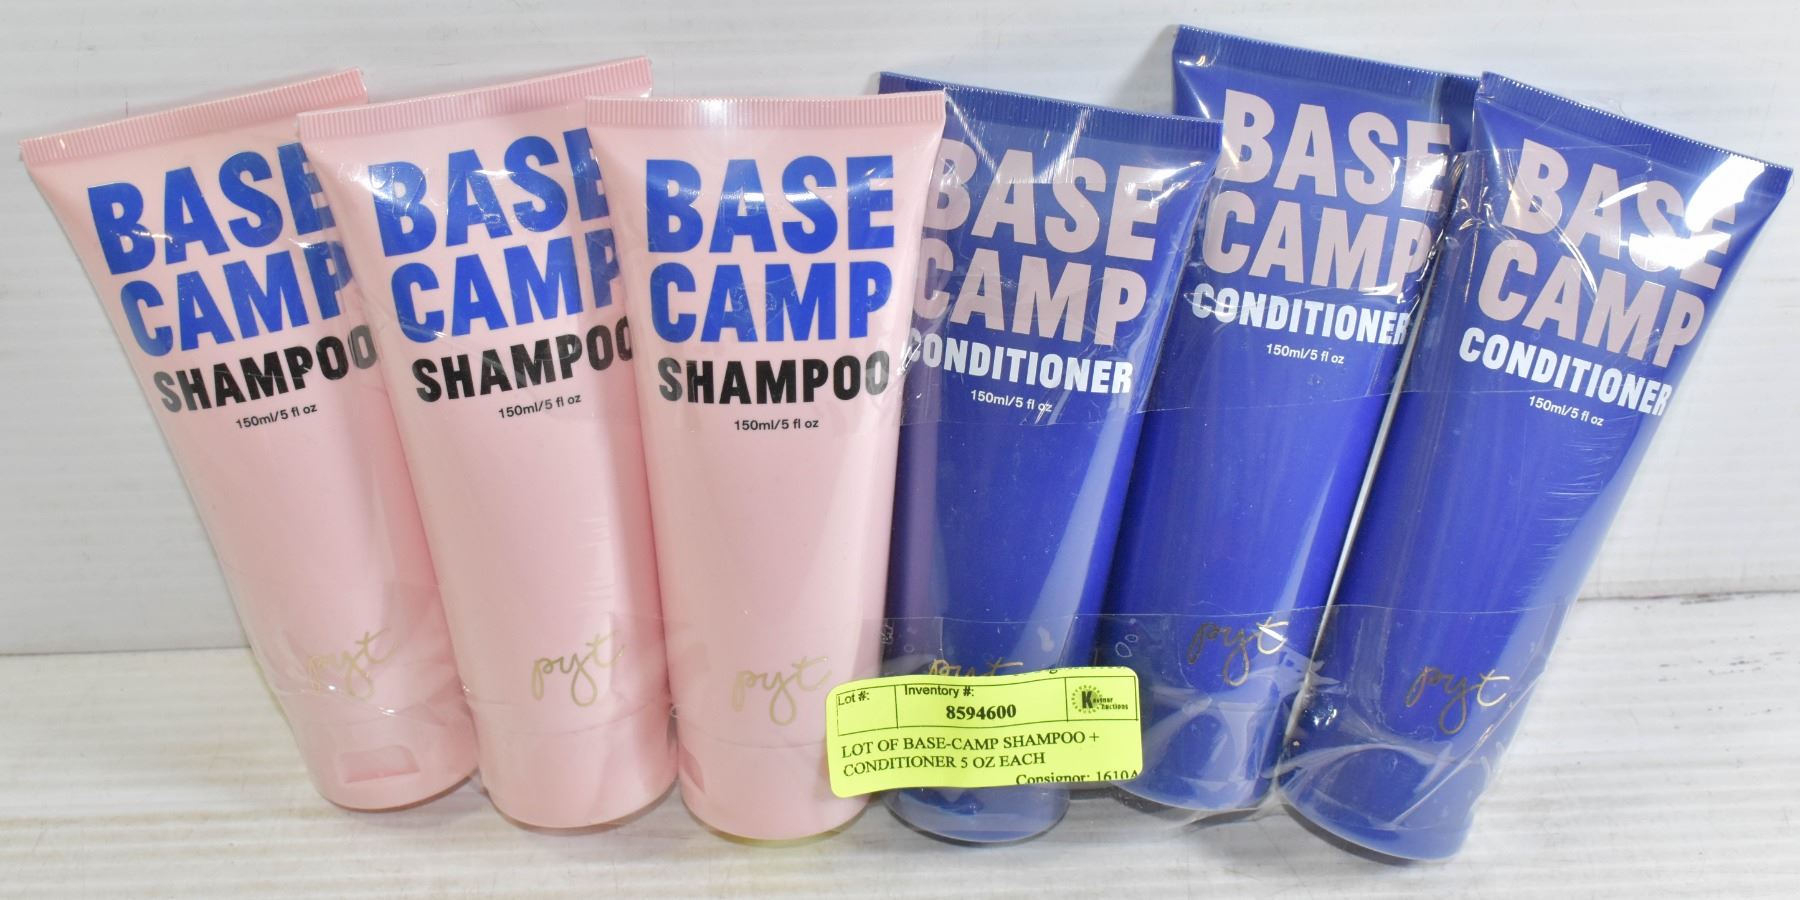 BASE
CAMP
SHAMPOO
150ml/5 fl oz
pyt
BASE
CAMP
SHAMPOO
150ml/5 fl oz
pyt
BASE
CAMP
SHAMPOO
150ml/5 fl oz
pyt
BASE
CAMP
CONDITIONER
150ml/5 fl oz
pyt
BASE
CAMP
CONDITIONER
150ml/5 fl oz
pyt
BASE
CAMP
CONDITIONER
150ml/5 fl oz
pyt
Lot #: Inventory #:
8594600
LOT OF BASE-CAMP SHAMPOO +
CONDITIONER 5 OZ EACH
Consignor: 1610A